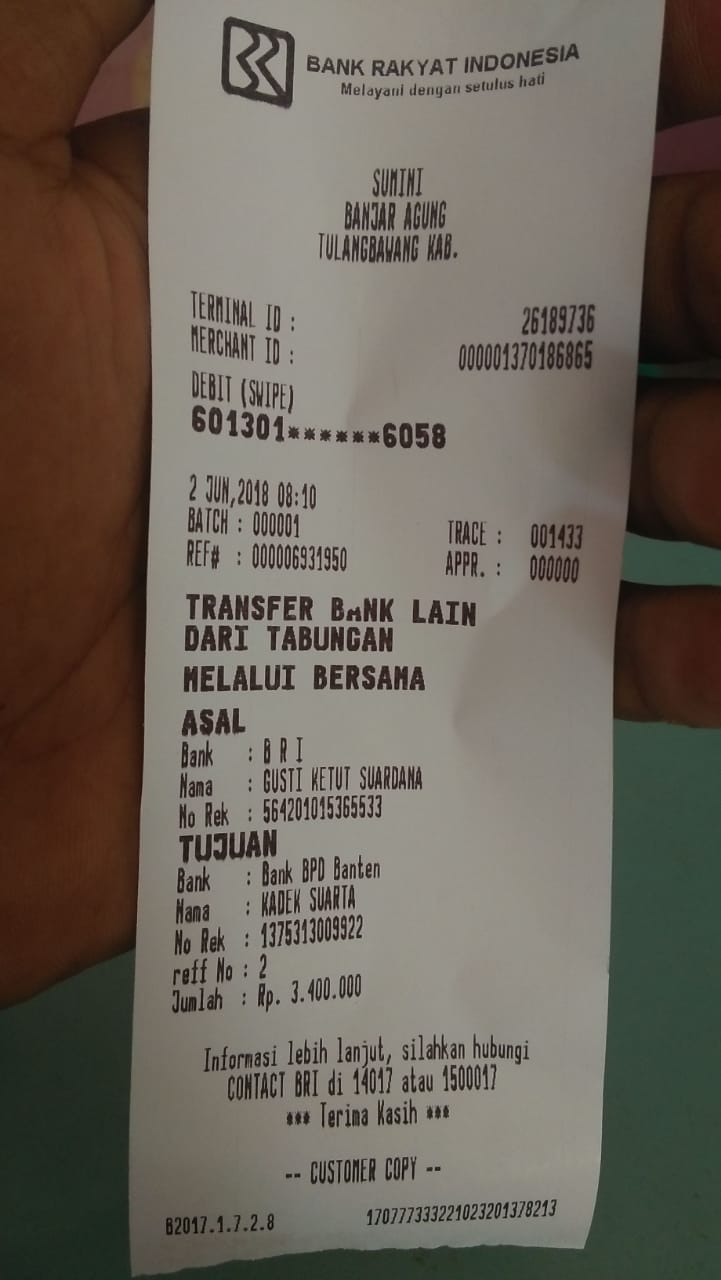 BANK RAKYAT INDONESIA
Melayani dengan setulus hati
SUMINI
BANJAR AGUNG
TULANGBAWANG KAB.
TERMINAL ID : 26189736
MERCHANT ID : 000001370186865
DEBIT (SWIPE)
601301******6058
2 JUN,2018 08:10
BATCH : 000001 TRACE : 001433
REF# : 000006931950 APPR. : 000000
TRANSFER BANK LAIN
DARI TABUNGAN
MELALUI BERSAMA
ASAL
Bank : B R I
Nama : GUSTI KETUT SUARDANA
No Rek : 564201015365533
TUJUAN
Bank : Bank BPD Banten
Nama : KADEK SUARTA
No Rek : 1375313009922
reff No : 2
Jumlah : Rp. 3.400.000
Informasi lebih lanjut, silahkan hubungi
CONTACT BRI di 14017 atau 1500017
*** Terima Kasih ***
-- CUSTOMER COPY --
B2017.1.7.2.8 170777333221023201378213